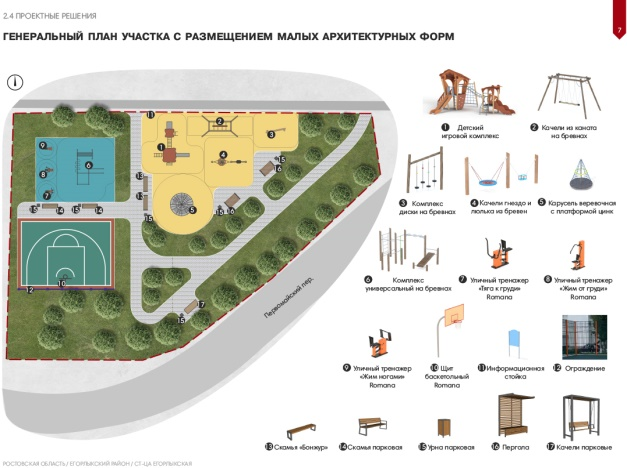 2.4 ПРОЕКТНЫЕ РЕШЕНИЯ
ГЕНЕРАЛЬНЫЙ ПЛАН УЧАСТКА С РАЗМЕЩЕНИЕМ МАЛЫХ АРХИТЕКТУРНЫХ ФОРМ
7
Первомайский пер.
1 Детский
игровой комплекс
2 Качели из каната
на бревнах
3 Комплекс
диски на бревнах
4 Качели гнездо и
люлька из бревен
5 Карусель веревочная
с платформой цинк
6 Комплекс
универсальный на бревнах
7 Уличный тренажер
«Тяга к груди»
Romana
8 Уличный тренажер
«Жим от груди»
Romana
9 Уличный тренажер
«Жим ногами»
Romana
10 Щит
баскетольный
Romana
11 Информационная
стойка
12 Ограждение
13 Скамья «Бонжур»
14 Скамья парковая
15 Урна парковая
16 Пергола
17 Качели парковые
РОСТОВСКАЯ ОБЛАСТЬ / ЕГОРЛЫКСКИЙ РАЙОН / СТ-ЦА ЕГОРЛЫКСКАЯ